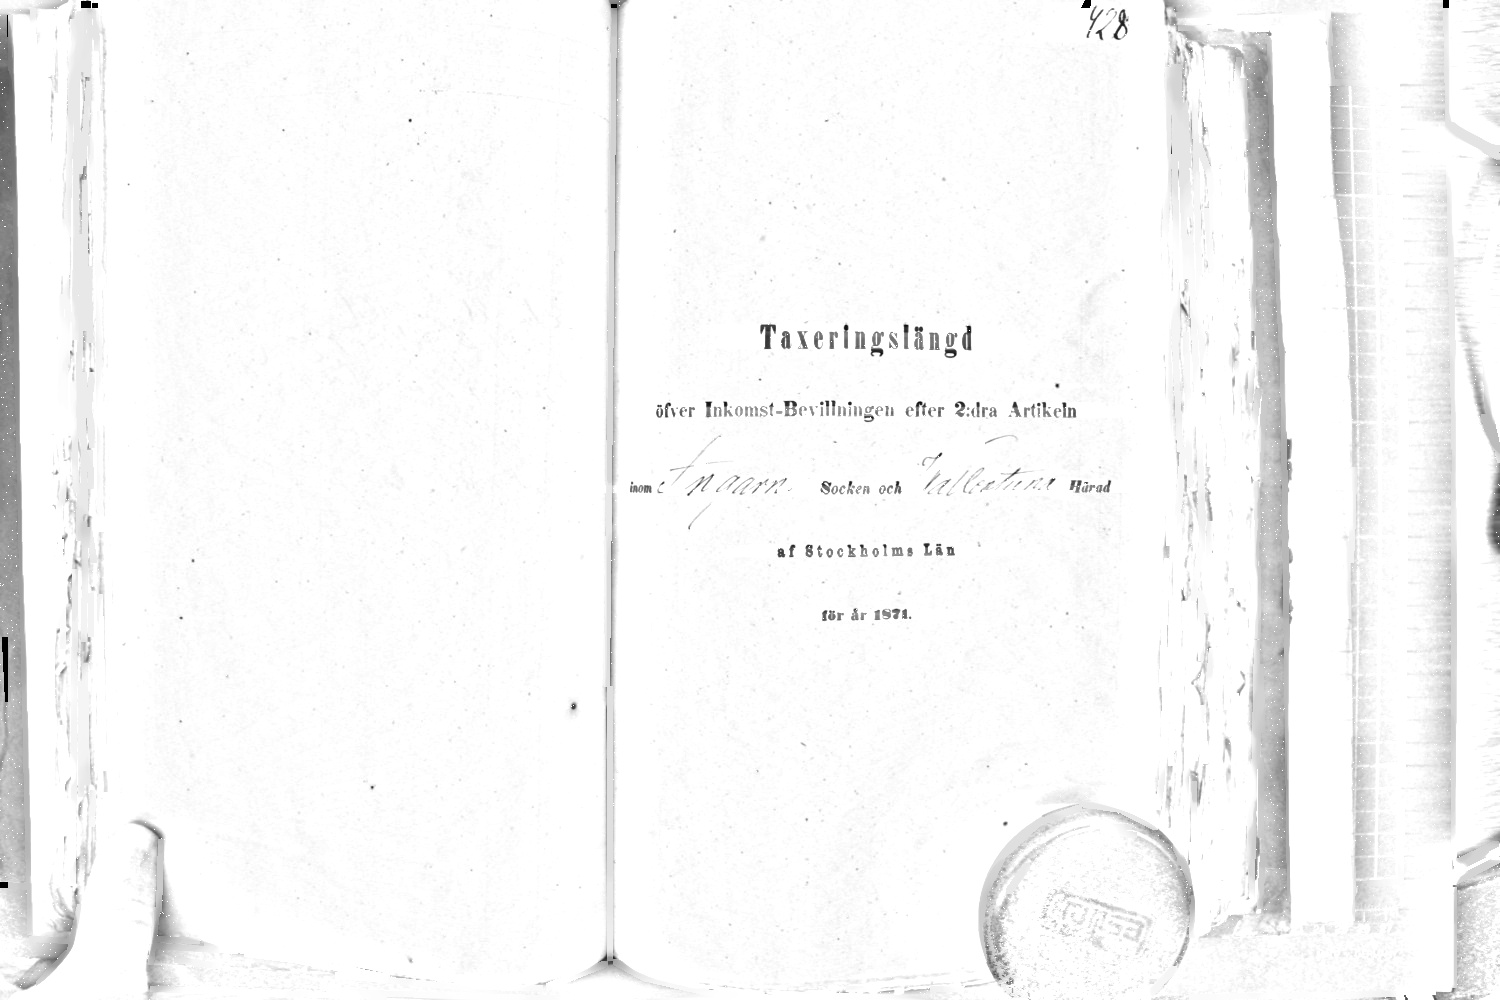 428
Taxeringslängd
öfver Inkomst-Bevillningen efter 2:dra Artikeln
inom Angarn Socken och Vallentuna Härad
af Stockholms Län
för år 1871.